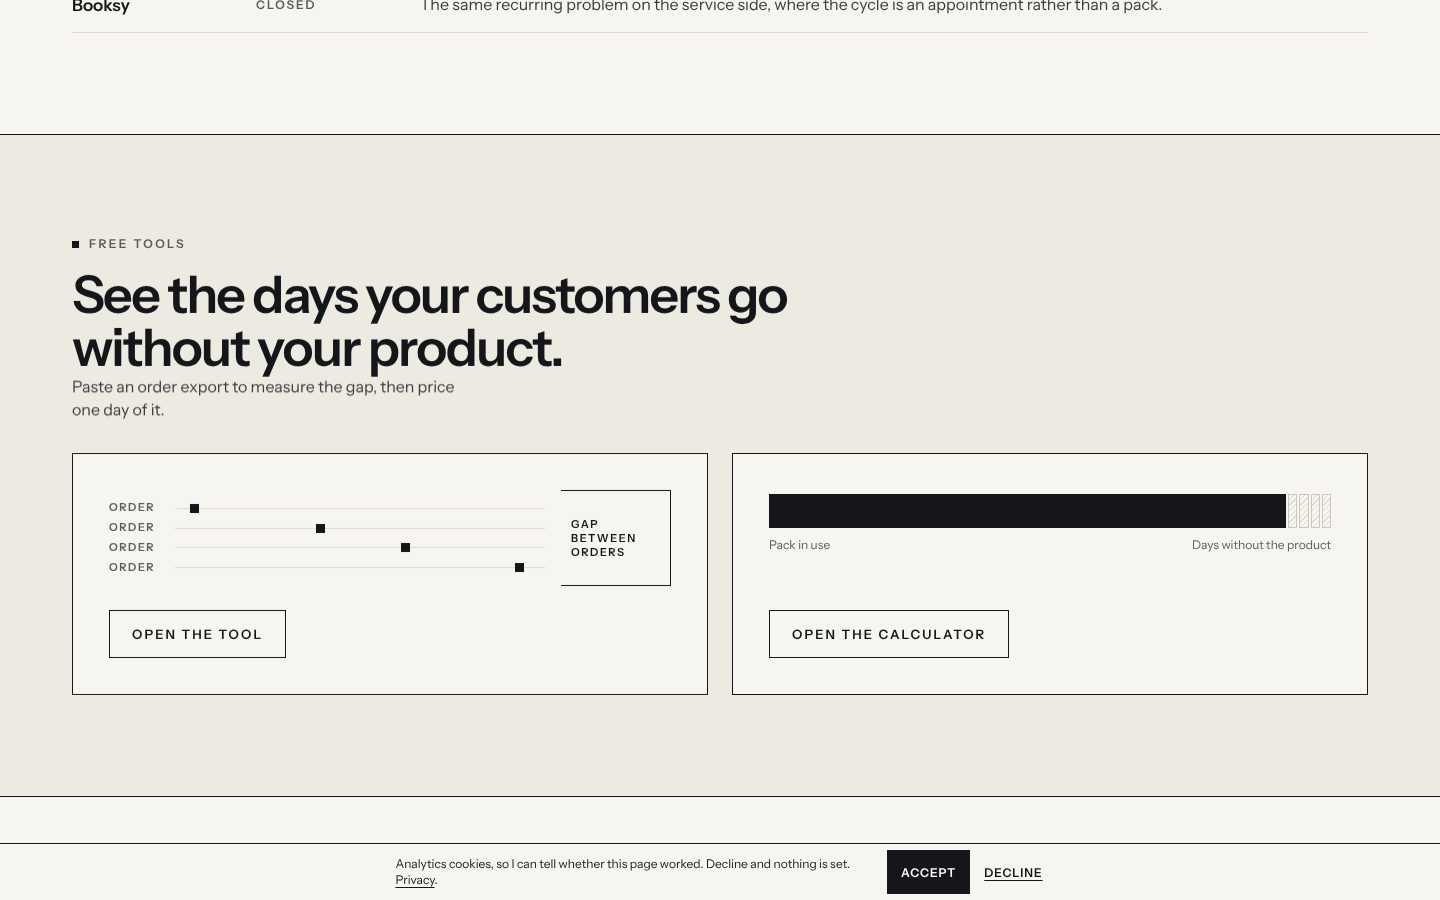 Booksy
CLOSED
The same recurring problem on the service side, where the cycle is an appointment rather than a pack.
FREE TOOLS
See the days your customers go
without your product.
Paste an order export to measure the gap, then price
one day of it.
ORDER
ORDER
ORDER
ORDER
GAP
BETWEEN
ORDERS
OPEN THE TOOL
Pack in use
Days without the product
OPEN THE CALCULATOR
Analytics cookies, so I can tell whether this page worked. Decline and nothing is set.
Privacy.
ACCEPT
DECLINE